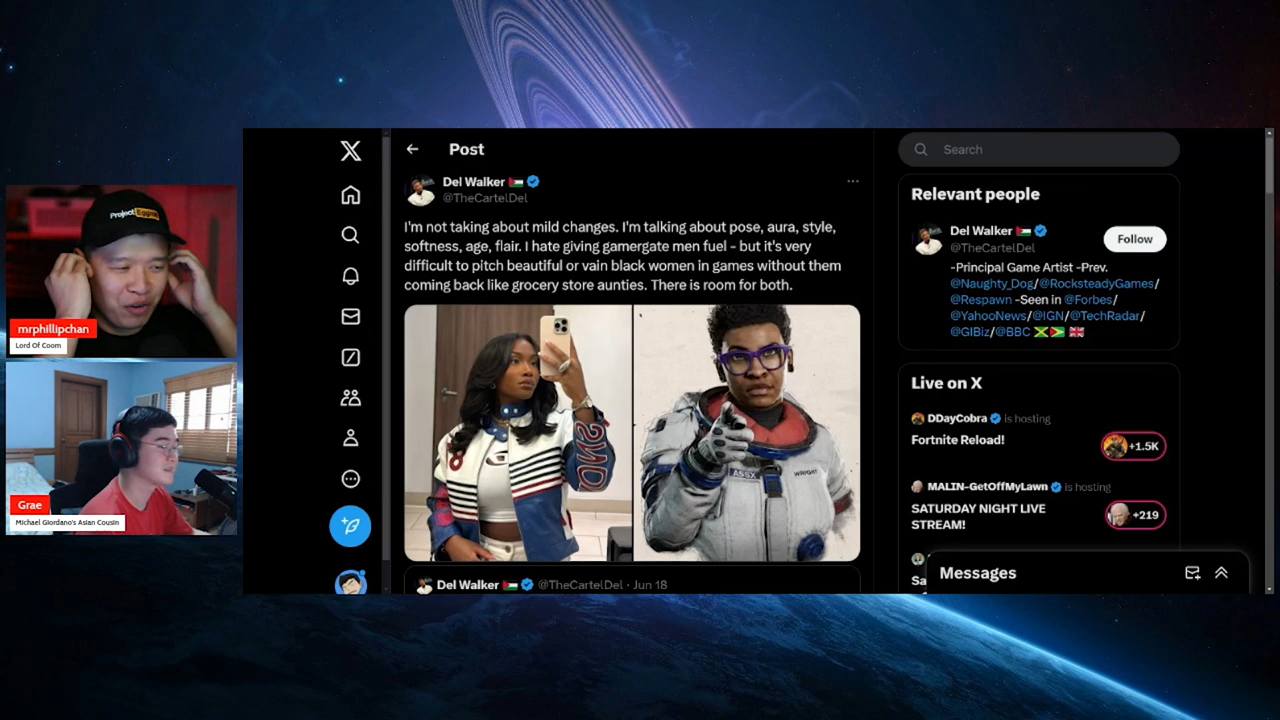 Project Egging
mrphillipchan
Lord Of Coom
Grae
Michael Giordano's Asian Cousin
Post
Del Walker
@TheCartelDel
I'm not taking about mild changes. I'm talking about pose, aura, style,
softness, age, flair. I hate giving gamergate men fuel - but it's very
difficult to pitch beautiful or vain black women in games without them
coming back like grocery store aunties. There is room for both.
ASSX
WRIGHT
Del Walker @TheCartelDel · Jun 18
Search
Relevant people
Del Walker
@TheCartelDel
Follow
-Principal Game Artist -Prev.
@Naughty_Dog/@RocksteadyGames/
@Respawn -Seen in @Forbes/
@YahooNews/@IGN/@TechRadar/
@GIBiz/@BBC
Live on X
DDayCobra is hosting
Fortnite Reload!
+1.5K
MALIN-GetOffMyLawn is hosting
SATURDAY NIGHT LIVE
STREAM!
+219
Sa
Messages